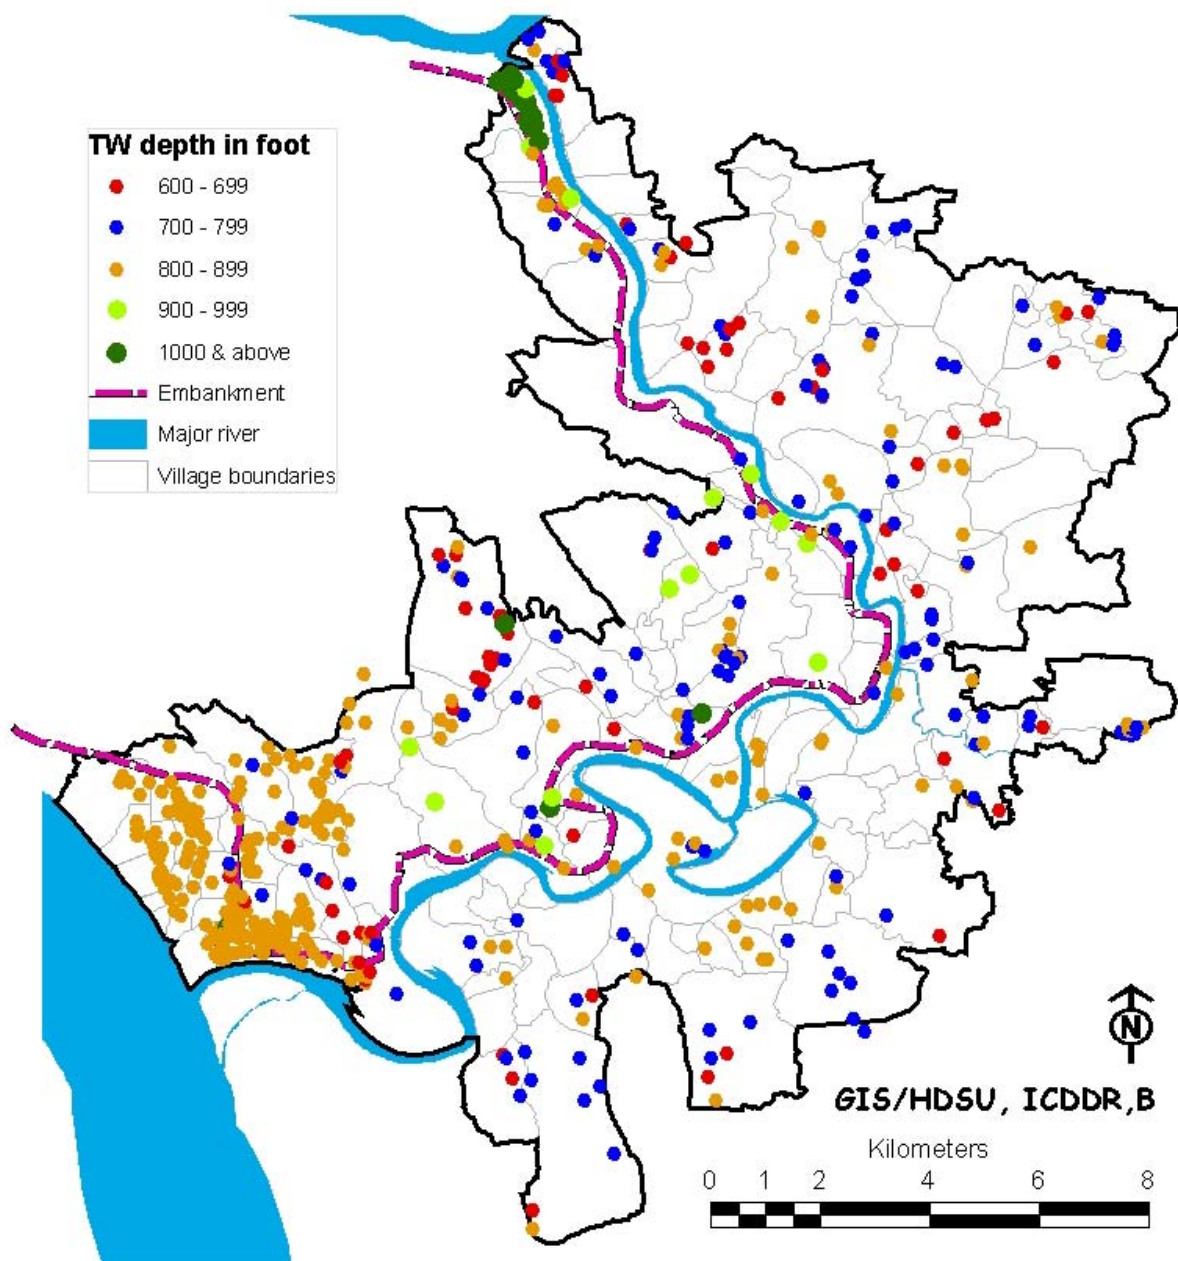 TW depth in foot
600 - 699
700 - 799
800 - 899
900 - 999
1000 & above
Embankment
Major river
Village boundaries
N
GIS/HDSU, ICDDR,B
Kilometers
0 1 2 4 6 8